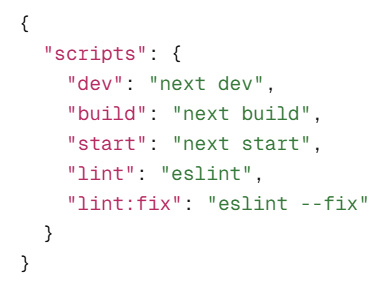 {
  "scripts": {
    "dev": "next dev",
    "build": "next build",
    "start": "next start",
    "lint": "eslint",
    "lint:fix": "eslint --fix"
  }
}